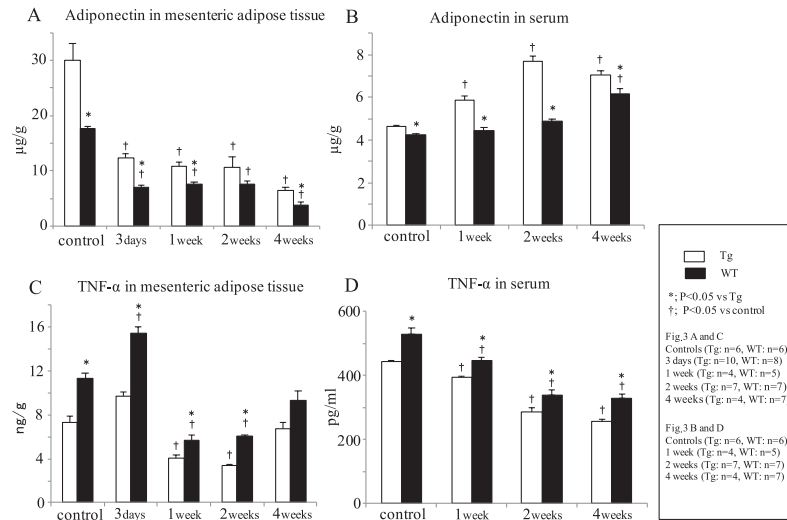 A Adiponectin in mesenteric adipose tissue
30
20
10
0
μg/g
*
†
*
†
†
*
†
†
†
†
*
†
control 3days 1week 2weeks 4weeks
B Adiponectin in serum
8
6
4
2
0
μg/g
*
†
*
†
*
†
*
†
control 1week 2weeks 4weeks
C TNF-α in mesenteric adipose tissue
16
12
8
4
0
ng/g
*
*
†
†
*
†
†
*
†
control 3days 1week 2weeks 4weeks
D TNF-α in serum
600
400
200
0
pg/ml
*
†
*
†
†
*
†
†
*
†
control 1week 2weeks 4weeks
Tg
WT
*; P<0.05 vs Tg
†; P<0.05 vs control
Fig,3 A and C
Controls (Tg: n=6, WT: n=6)
3 days (Tg: n=10, WT: n=8)
1 week (Tg: n=4, WT: n=5)
2 weeks (Tg: n=7, WT: n=7)
4 weeks (Tg: n=4, WT: n=7
Fig,3 B and D
Controls (Tg: n=6, WT: n=6)
1 week (Tg: n=4, WT: n=5)
2 weeks (Tg: n=7, WT: n=7)
4 weeks (Tg: n=4, WT: n=7)